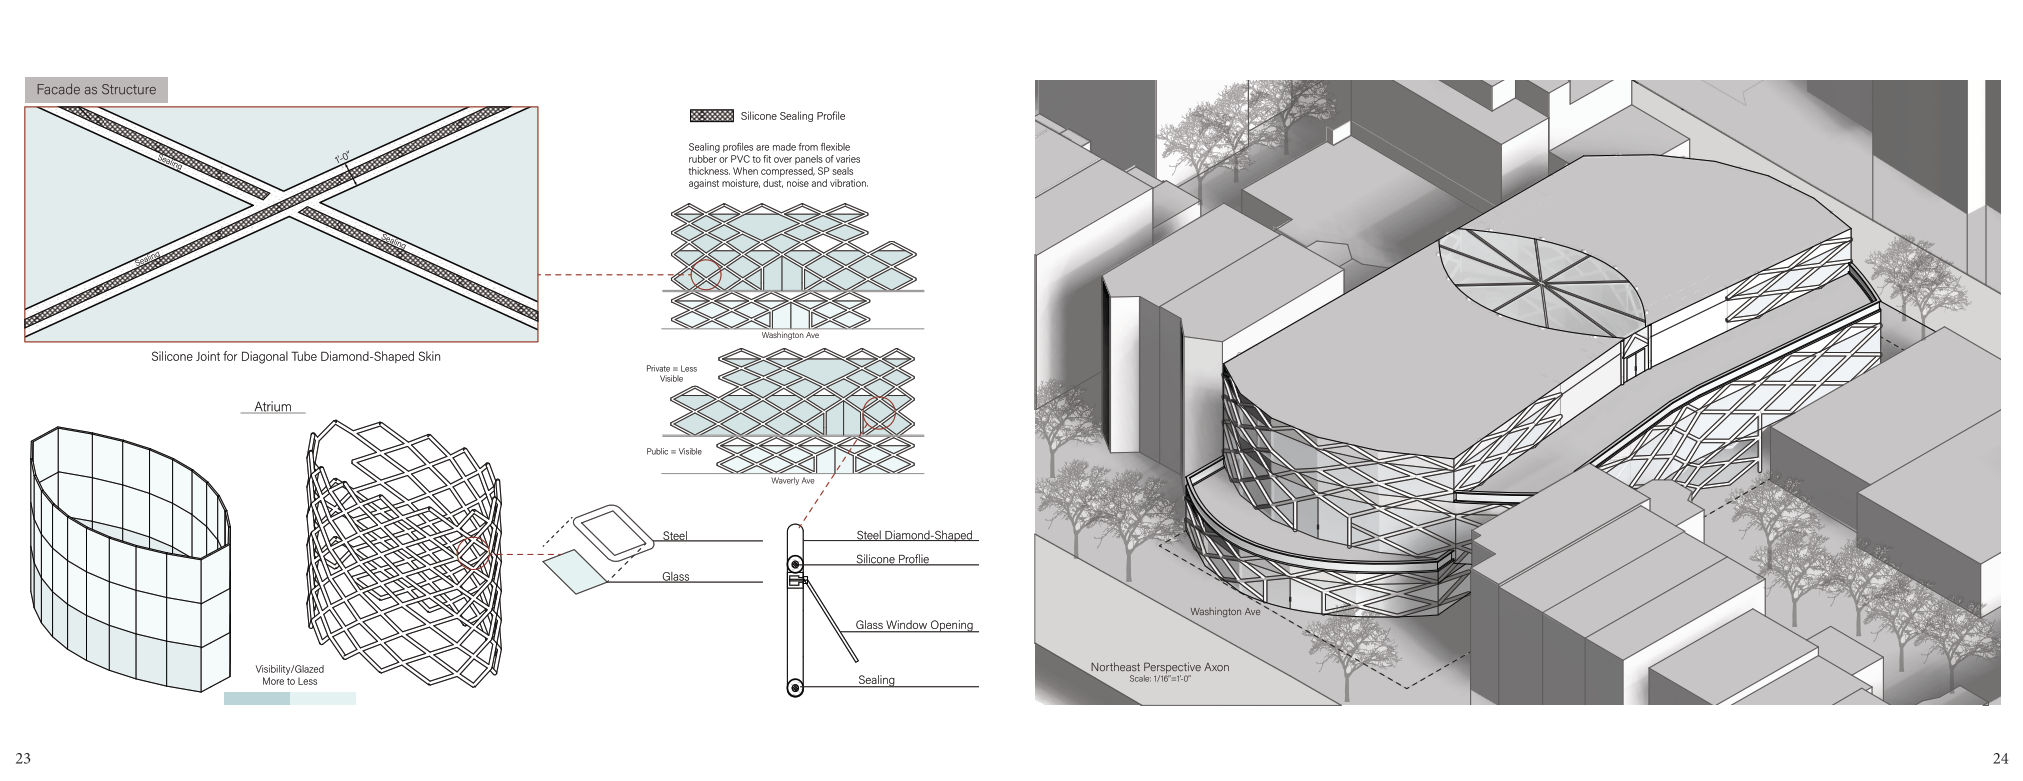 Facade as Structure
Sealing
1'-0"
Sealing
Sealing
Silicone Joint for Diagonal Tube Diamond-Shaped Skin
Silicone Sealing Profile
Sealing profiles are made from flexible
rubber or PVC to fit over panels of varies
thickness. When compressed, SP seals
against moisture, dust, noise and vibration.
Washington Ave
Private = Less
Visible
Public = Visible
Waverly Ave
Atrium
Visibility/Glazed
More to Less
Steel
Glass
Steel Diamond-Shaped
Silicone Proflie
Glass Window Opening
Sealing
23
Washington Ave
Northeast Perspective Axon
Scale: 1/16"=1'-0"
24